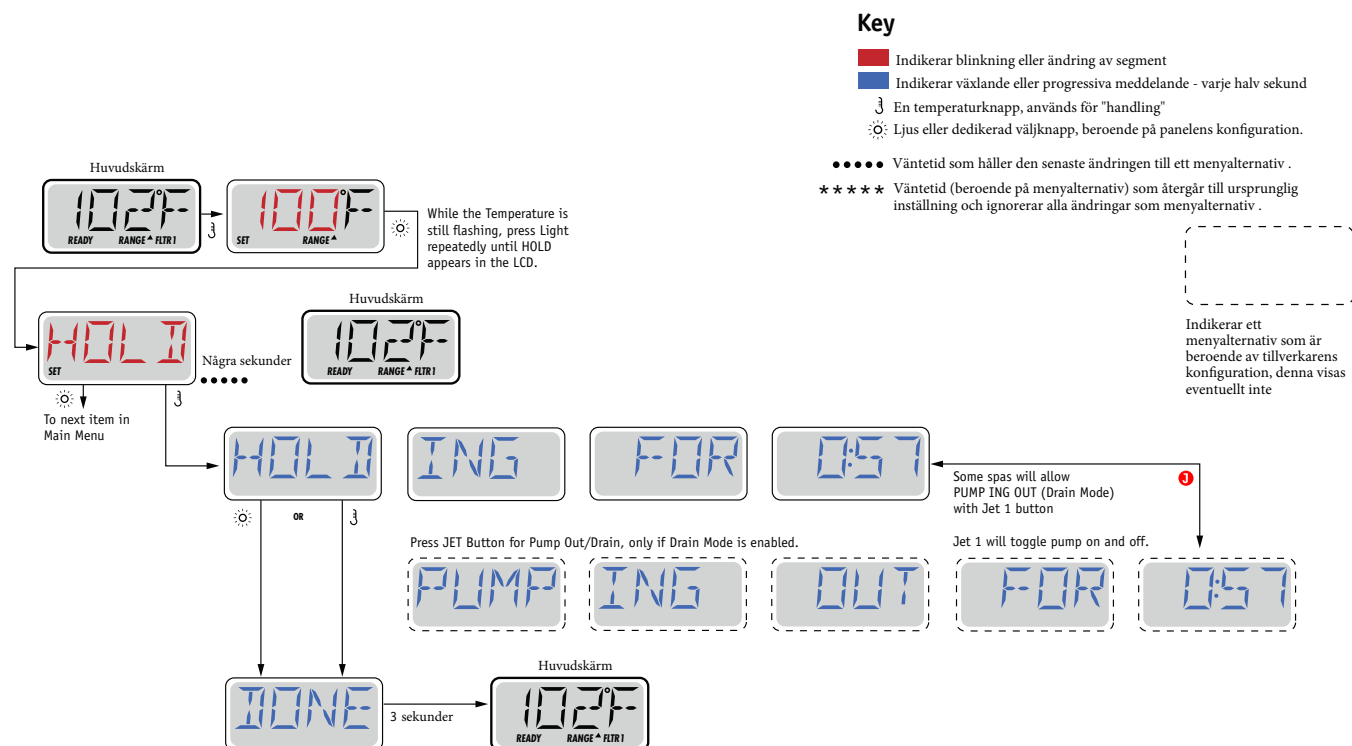 Key
Indikerar blinkning eller ändring av segment
Indikerar växlande eller progressiva meddelande - varje halv sekund
En temperaturknapp, används för "handling"
Ljus eller dedikerad väljknapp, beroende på panelens konfiguration.
••••• Väntetid som håller den senaste ändringen till ett menyalternativ .
***** Väntetid (beroende på menyalternativ) som återgår till ursprunglig
inställning och ignorerar alla ändringar som menyalternativ .
Indikerar ett
menyalternativ som är
beroende av tillverkarens
konfiguration, denna visas
eventuellt inte
Huvudskärm
102°F
READY RANGE FLTR1
100°F
SET RANGE
While the Temperature is
still flashing, press Light
repeatedly until HOLD
appears in the LCD.
HOLD
SET
Några sekunder
•••••
Huvudskärm
102°F
READY RANGE FLTR1
To next item in
Main Menu
HOLD
ING
FOR
0:57
Some spas will allow
PUMP ING OUT (Drain Mode)
with Jet 1 button
J
OR
Press JET Button for Pump Out/Drain, only if Drain Mode is enabled.
Jet 1 will toggle pump on and off.
PUMP
ING
OUT
FOR
0:57
DONE
3 sekunder
Huvudskärm
102°F
READY RANGE FLTR1